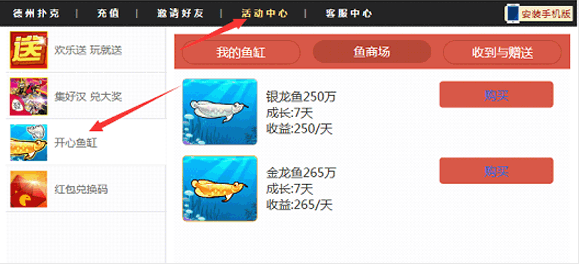 德州扑克 | 充值 | 邀请好友 | 活动中心 | 客服中心 安装手机版
送 欢乐送 玩就送
集好汉 兑大奖
开心鱼缸
红包兑换码
我的鱼缸 鱼商场 收到与赠送
银龙鱼250万 购买
成长:7天
收益:250/天
金龙鱼265万 购买
成长:7天
收益:265/天